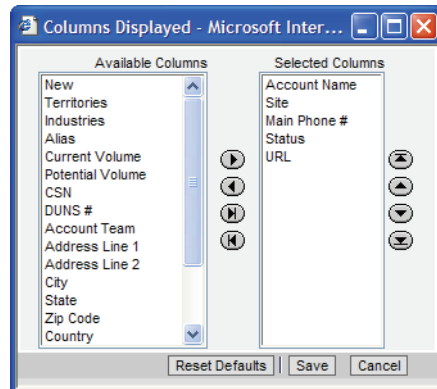 Columns Displayed - Microsoft Inter...
Available Columns
New
Territories
Industries
Alias
Current Volume
Potential Volume
CSN
DUNS #
Account Team
Address Line 1
Address Line 2
City
State
Zip Code
Country
Selected Columns
Account Name
Site
Main Phone #
Status
URL
Reset Defaults | Save Cancel